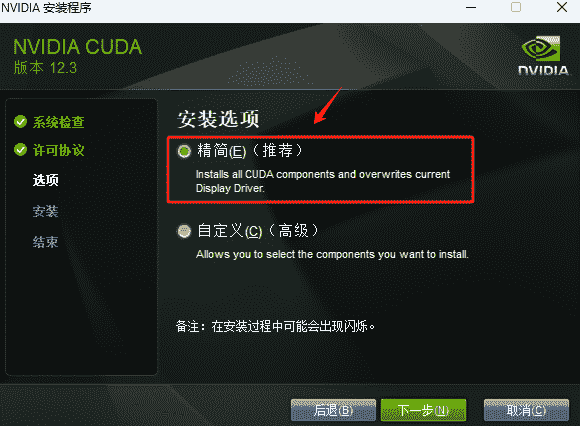 NVIDIA 安装程序
NVIDIA CUDA
版本 12.3
NVIDIA
系统检查
许可协议
选项
安装
结束
安装选项
精简(E)（推荐）
Installs all CUDA components and overwrites current
Display Driver.
自定义(C)（高级）
Allows you to select the components you want to install.
备注：在安装过程中可能会出现闪烁。
后退(B)
下一步(N)
取消(C)